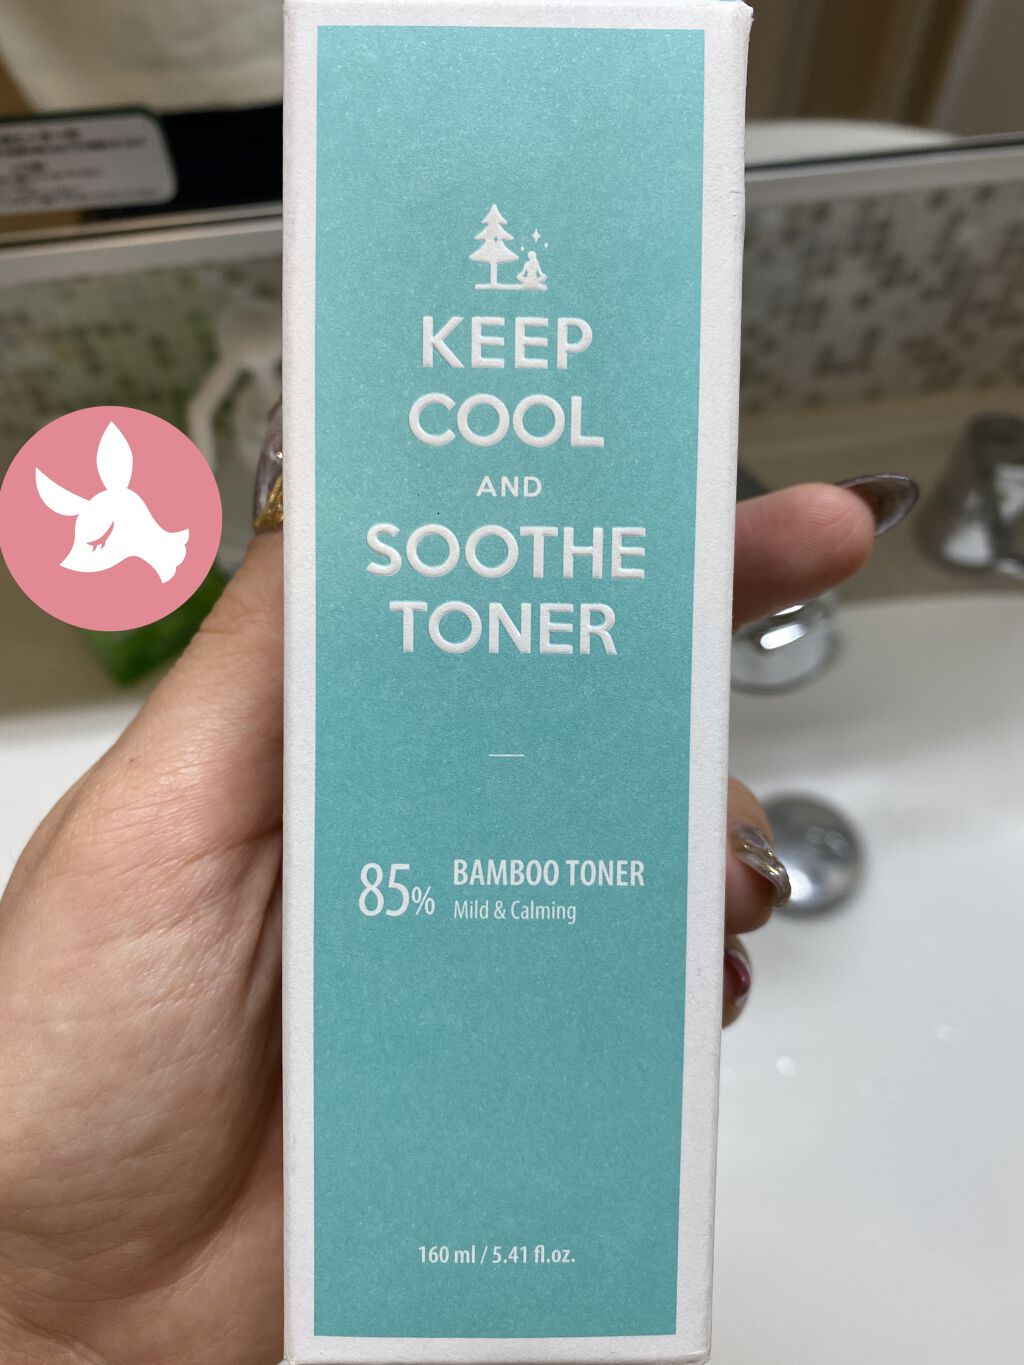 KEEP
COOL
AND
SOOTHE
TONER
85% BAMBOO TONER
Mild & Calming
160 ml / 5.41 fl.oz.